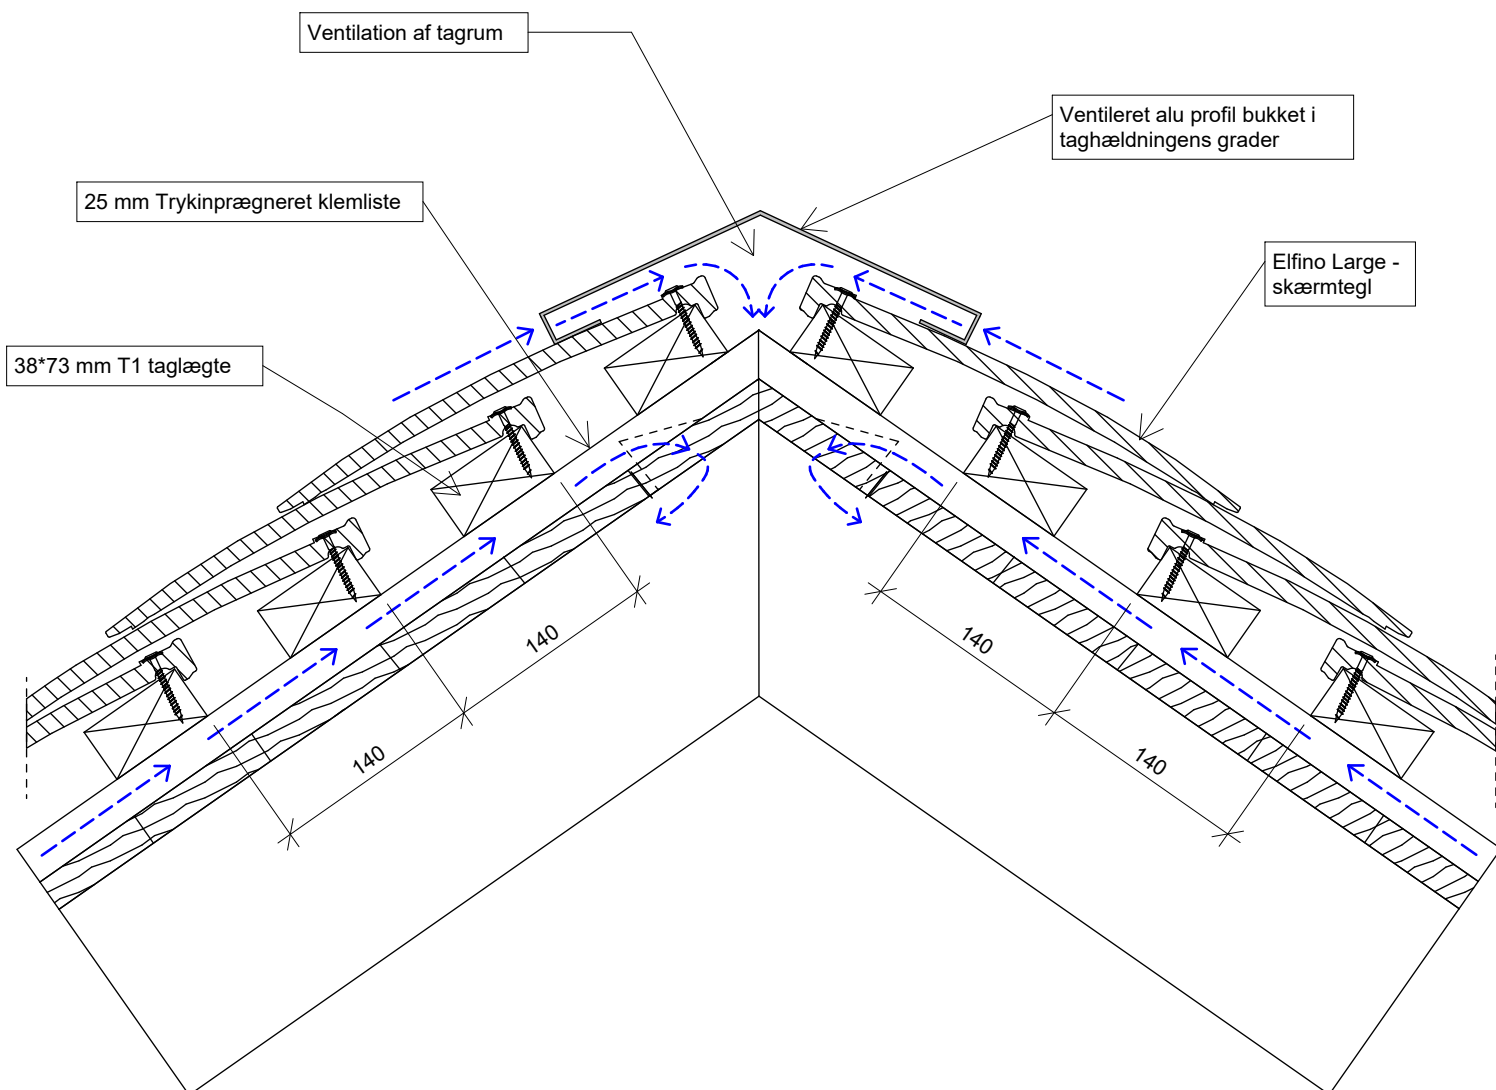 Ventilation af tagrum
Ventileret alu profil bukket i
taghældningens grader
25 mm Trykinprægneret klemliste
Elfino Large -
skærmtegl
38*73 mm T1 taglægte
140
140
140
140